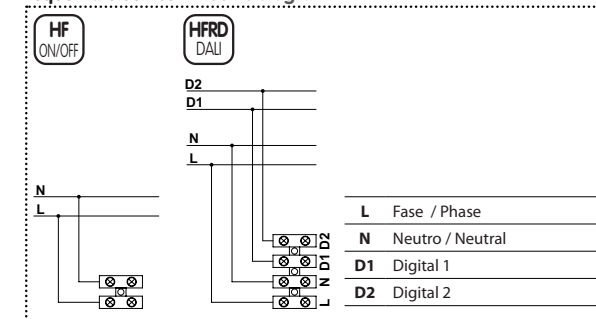 HF
ON/OFF
HFRD
DALI
D2
D1
N
L
N
L
D2
D1
N
L
L Fase / Phase
N Neutro / Neutral
D1 Digital 1
D2 Digital 2